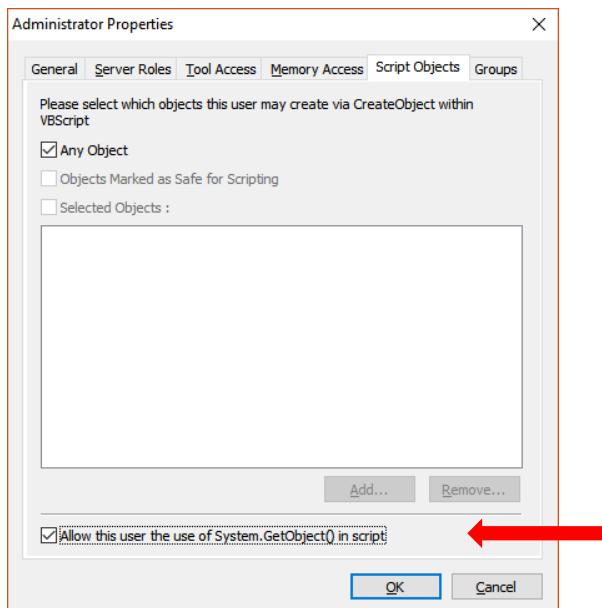 Administrator Properties
General Server Roles Tool Access Memory Access Script Objects Groups
Please select which objects this user may create via CreateObject within
VBScript
Any Object
Objects Marked as Safe for Scripting
Selected Objects :
Add... Remove...
Allow this user the use of System.GetObject() in script
OK Cancel